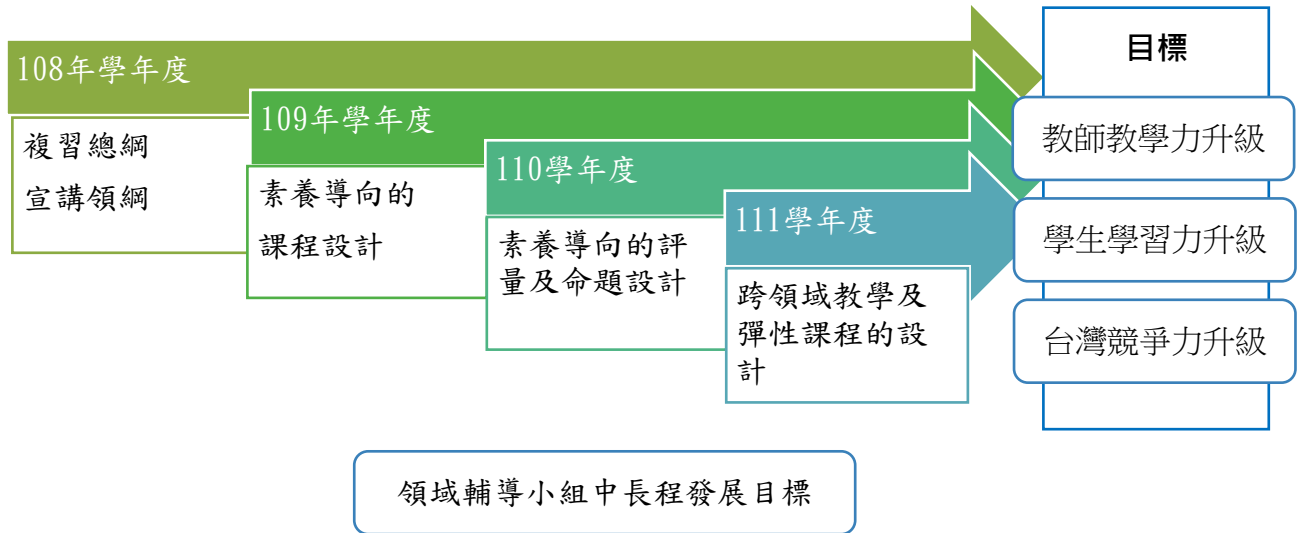 108年學年度
複習總綱
宣講領綱
109年學年度
素養導向的
課程設計
110學年度
素養導向的評
量及命題設計
111學年度
跨領域教學及
彈性課程的設
計
目標
教師教學力升級
學生學習力升級
台灣競爭力升級
領域輔導小組中長程發展目標